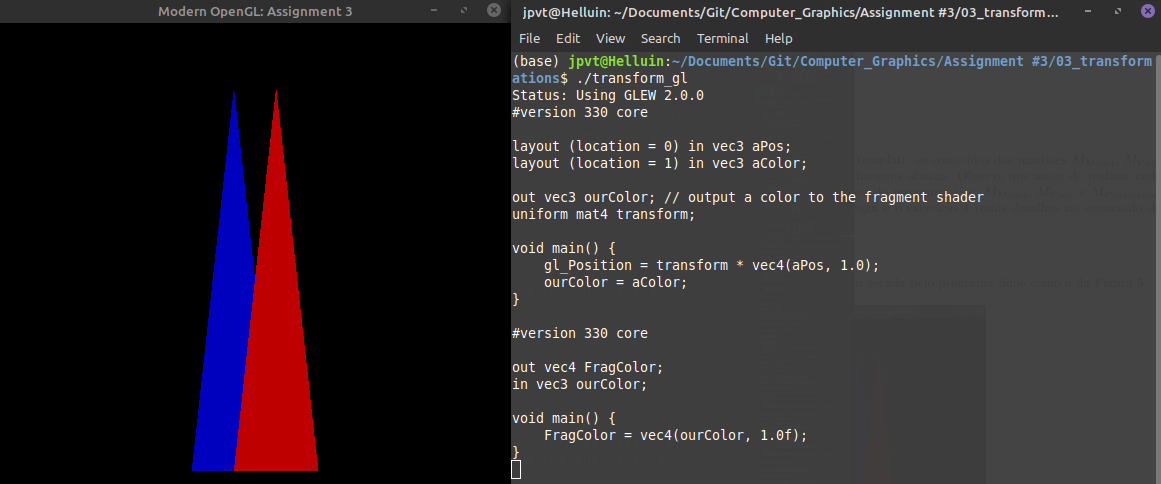 Modern OpenGL: Assignment 3
jpvt@Helluin: ~/Documents/Git/Computer_Graphics/Assignment #3/03_transform...
File Edit View Search Terminal Help
(base) jpvt@Helluin:~/Documents/Git/Computer_Graphics/Assignment #3/03_transform
ations$ ./transform_gl
Status: Using GLEW 2.0.0
#version 330 core
layout (location = 0) in vec3 aPos;
layout (location = 1) in vec3 aColor;
out vec3 ourColor; // output a color to the fragment shader
uniform mat4 transform;
void main() {
    gl_Position = transform * vec4(aPos, 1.0);
    ourColor = aColor;
}
#version 330 core
out vec4 FragColor;
in vec3 ourColor;
void main() {
    FragColor = vec4(ourColor, 1.0f);
}